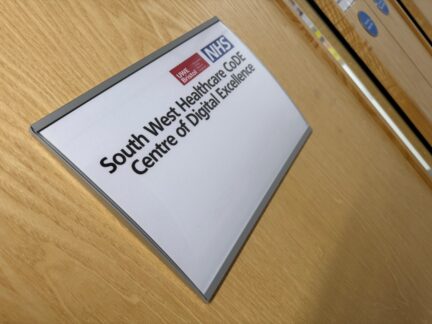 UWE
Bristol
NHS
South West Healthcare CoDE
Centre of Digital Excellence